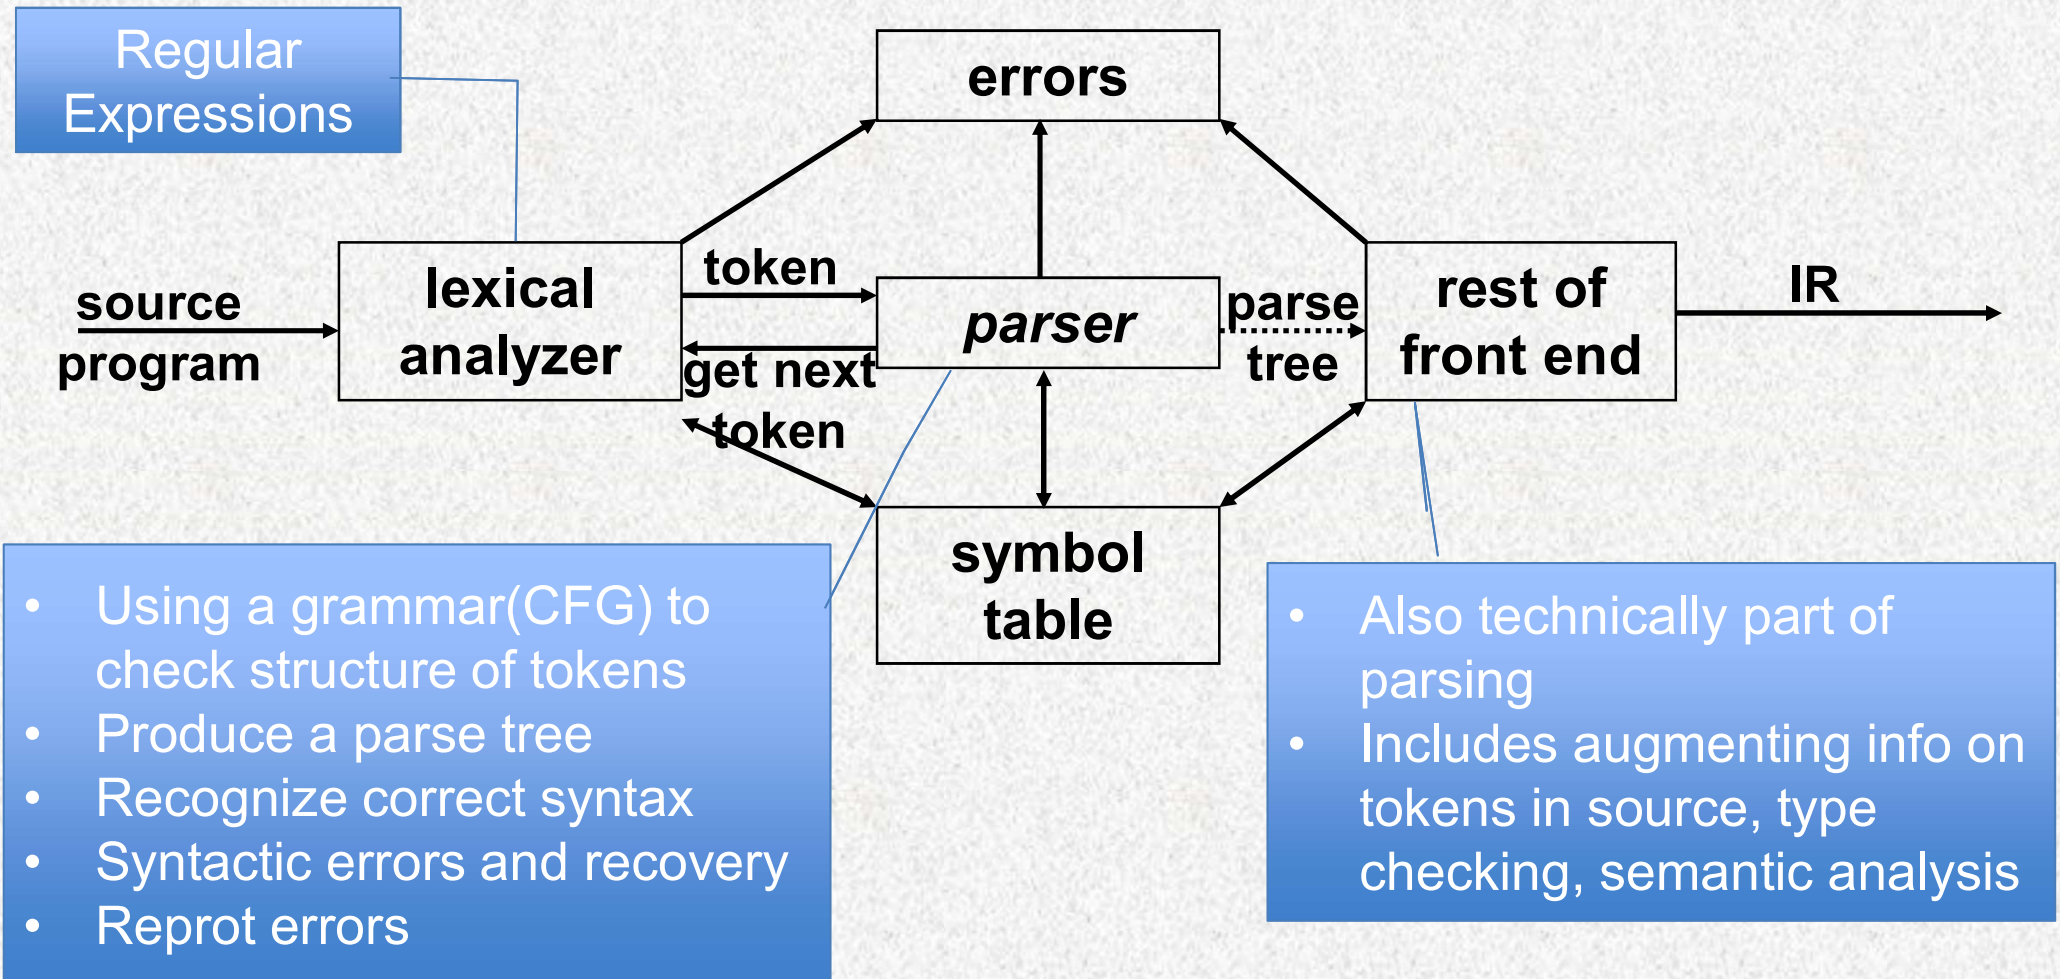 Regular
Expressions
errors
source
program
lexical
analyzer
token
get next
token
parser
parse
tree
rest of
front end
IR
symbol
table
• Using a grammar(CFG) to
check structure of tokens
• Produce a parse tree
• Recognize correct syntax
• Syntactic errors and recovery
• Reprot errors
• Also technically part of
parsing
• Includes augmenting info on
tokens in source, type
checking, semantic analysis